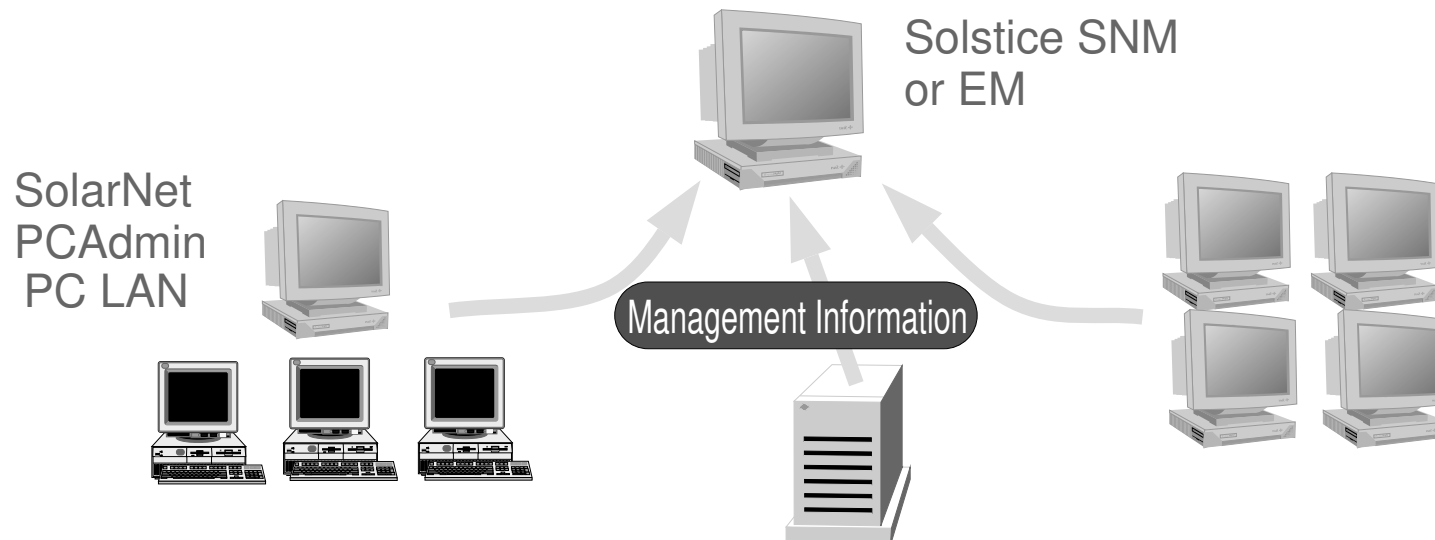 Solstice SNM
or EM
SolarNet
PCAdmin
PC LAN
Management Information